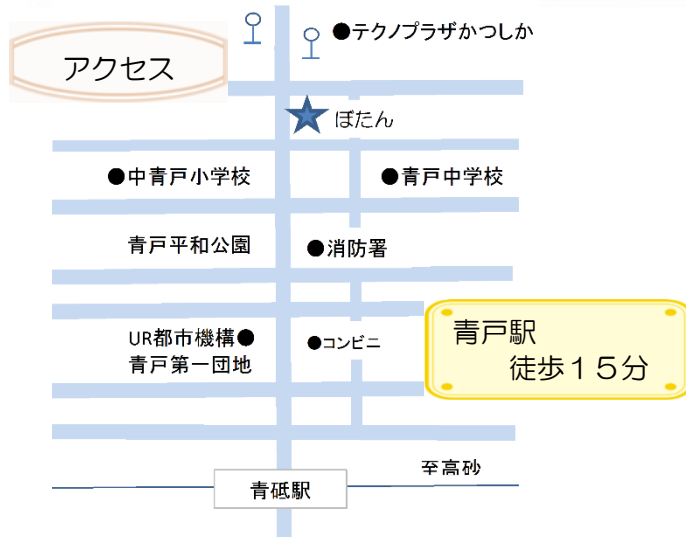 ●テクノプラザかつしか
アクセス
ぼたん
●中青戸小学校
●青戸中学校
青戸平和公園
●消防署
UR都市機構●
青戸第一団地
●コンビニ
青戸駅
徒歩１５分
至高砂
青砥駅